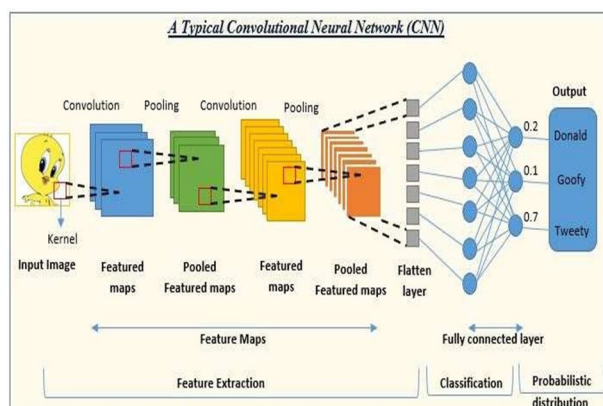 A Typical Convolutional Neural Network (CNN)
Convolution
Pooling
Convolution
Pooling
Output
0.2
Donald
0.1
Goofy
0.7
Tweety
Kernel
Input Image
Featured
maps
Pooled
Featured maps
Featured
maps
Pooled
Featured maps
Flatten
layer
Feature Maps
Fully connected layer
Feature Extraction
Classification
Probabilistic
distribution